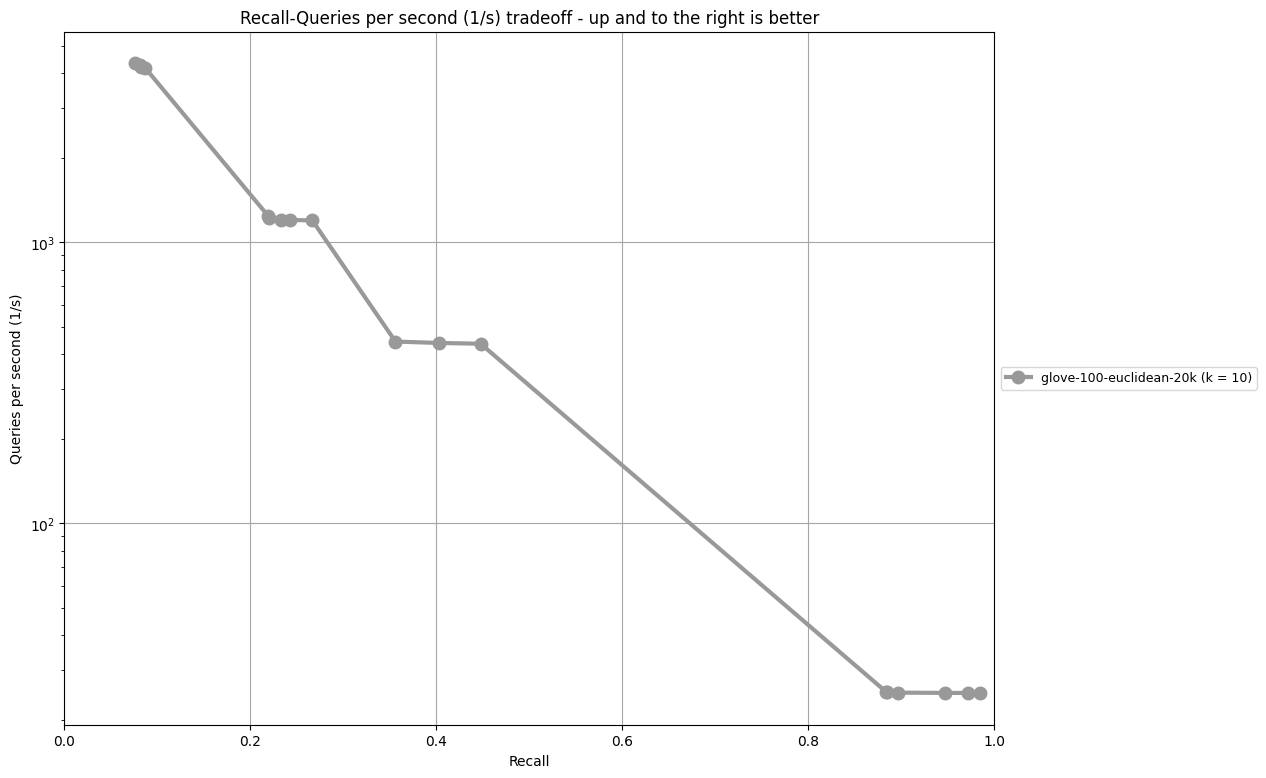 Recall-Queries per second (1/s) tradeoff - up and to the right is better
Queries per second (1/s)
10³
10²
0.0 0.2 0.4 0.6 0.8 1.0
Recall
glove-100-euclidean-20k (k = 10)